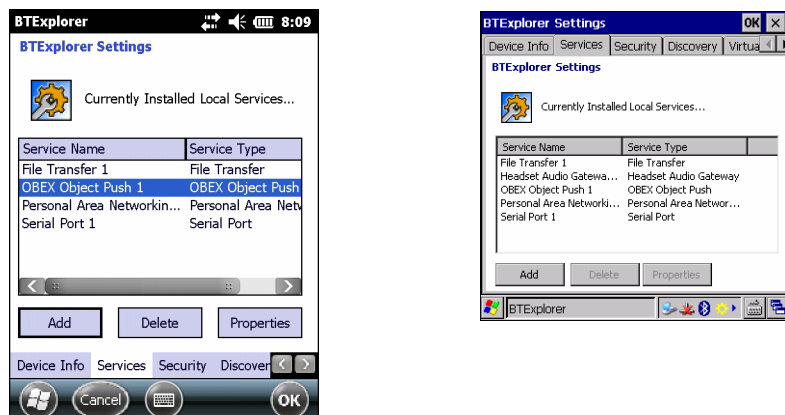 BTExplorer 8:09
BTExplorer Settings
Currently Installed Local Services...
Service Name Service Type
File Transfer 1 File Transfer
OBEX Object Push 1 OBEX Object Push
Personal Area Networkin... Personal Area Netw
Serial Port 1 Serial Port
Add Delete Properties
Device Info Services Security Discover
Cancel OK
BTExplorer Settings OK
Device Info Services Security Discovery Virtua
BTExplorer Settings
Currently Installed Local Services...
Service Name Service Type
File Transfer 1 File Transfer
Headset Audio Gatewa... Headset Audio Gateway
OBEX Object Push 1 OBEX Object Push
Personal Area Networki... Personal Area Networ...
Serial Port 1 Serial Port
Add Delete Properties
BTExplorer